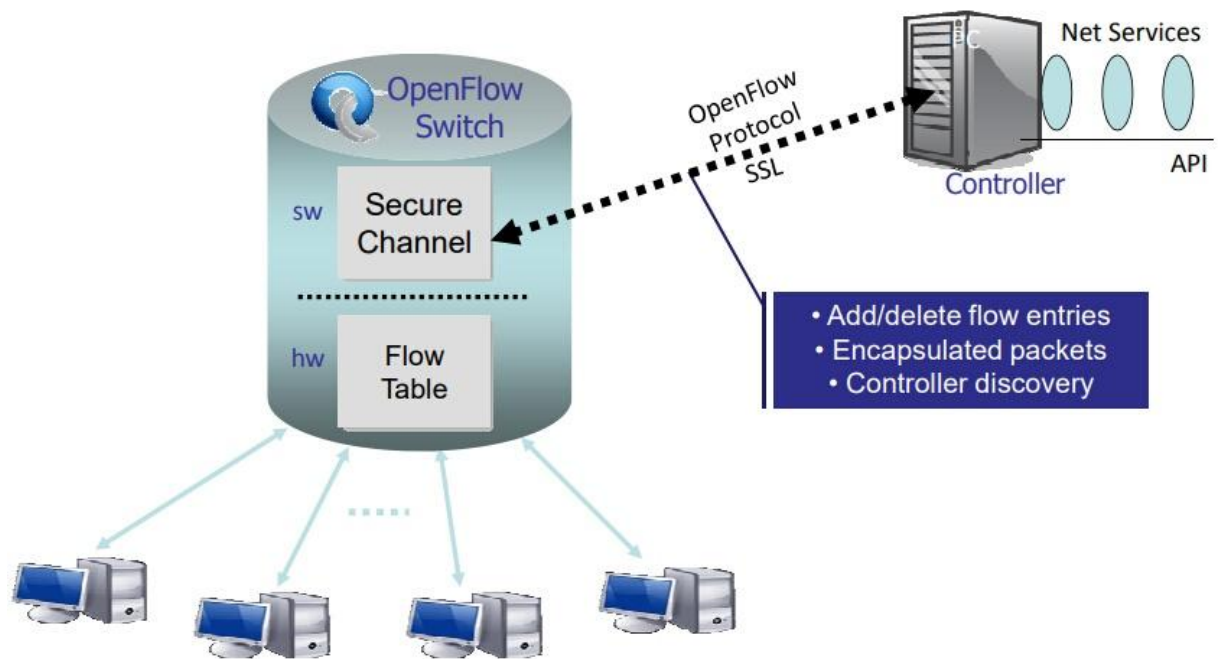 OpenFlow
Switch
sw
Secure
Channel
hw
Flow
Table
OpenFlow
Protocol
SSL
PC
Controller
Net Services
API
• Add/delete flow entries
• Encapsulated packets
• Controller discovery